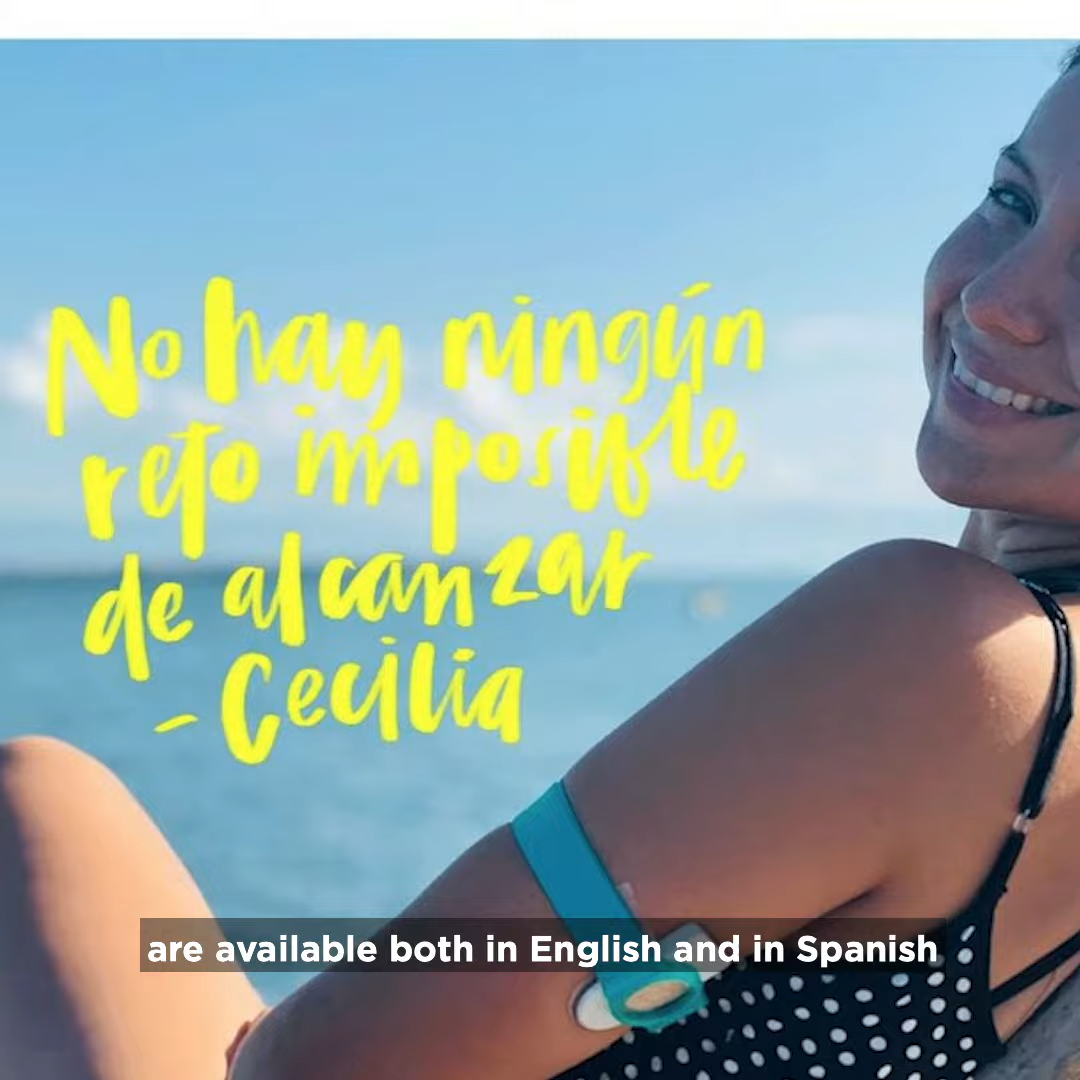 No hay ningún
reto imposible
de alcanzar
- Cecilia
are available both in English and in Spanish